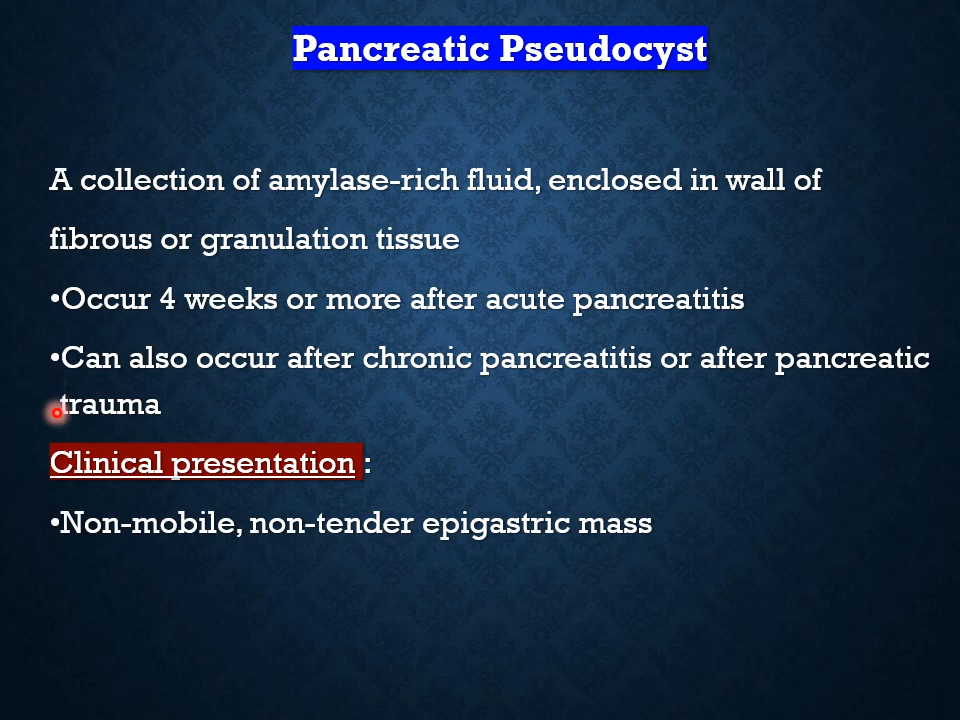 Pancreatic Pseudocyst
A collection of amylase-rich fluid, enclosed in wall of
fibrous or granulation tissue
•Occur 4 weeks or more after acute pancreatitis
•Can also occur after chronic pancreatitis or after pancreatic
trauma
Clinical presentation :
•Non-mobile, non-tender epigastric mass